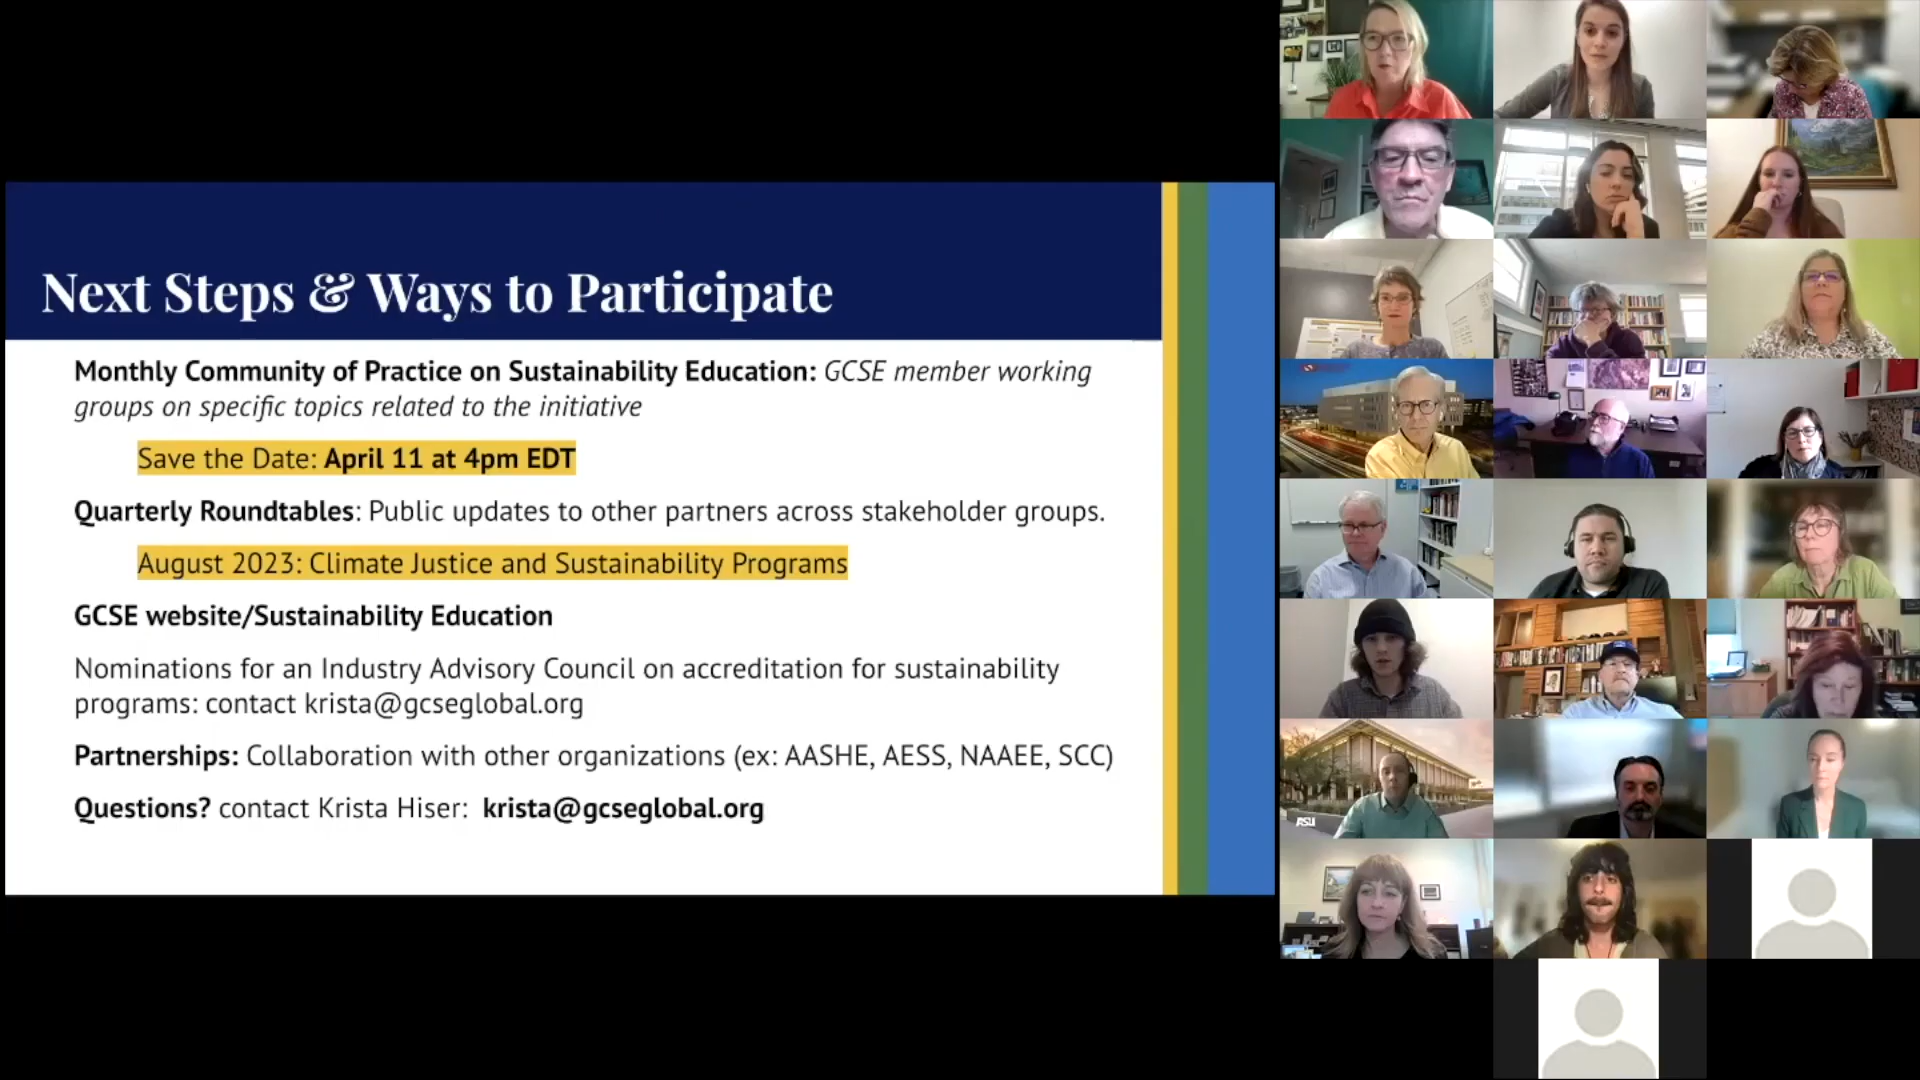 Next Steps & Ways to Participate
Monthly Community of Practice on Sustainability Education: GCSE member working
groups on specific topics related to the initiative
Save the Date: April 11 at 4pm EDT
Quarterly Roundtables: Public updates to other partners across stakeholder groups.
August 2023: Climate Justice and Sustainability Programs
GCSE website/Sustainability Education
Nominations for an Industry Advisory Council on accreditation for sustainability
programs: contact krista@gcseglobal.org
Partnerships: Collaboration with other organizations (ex: AASHE, AESS, NAAEE, SCC)
Questions? contact Krista Hiser: krista@gcseglobal.org
ASU